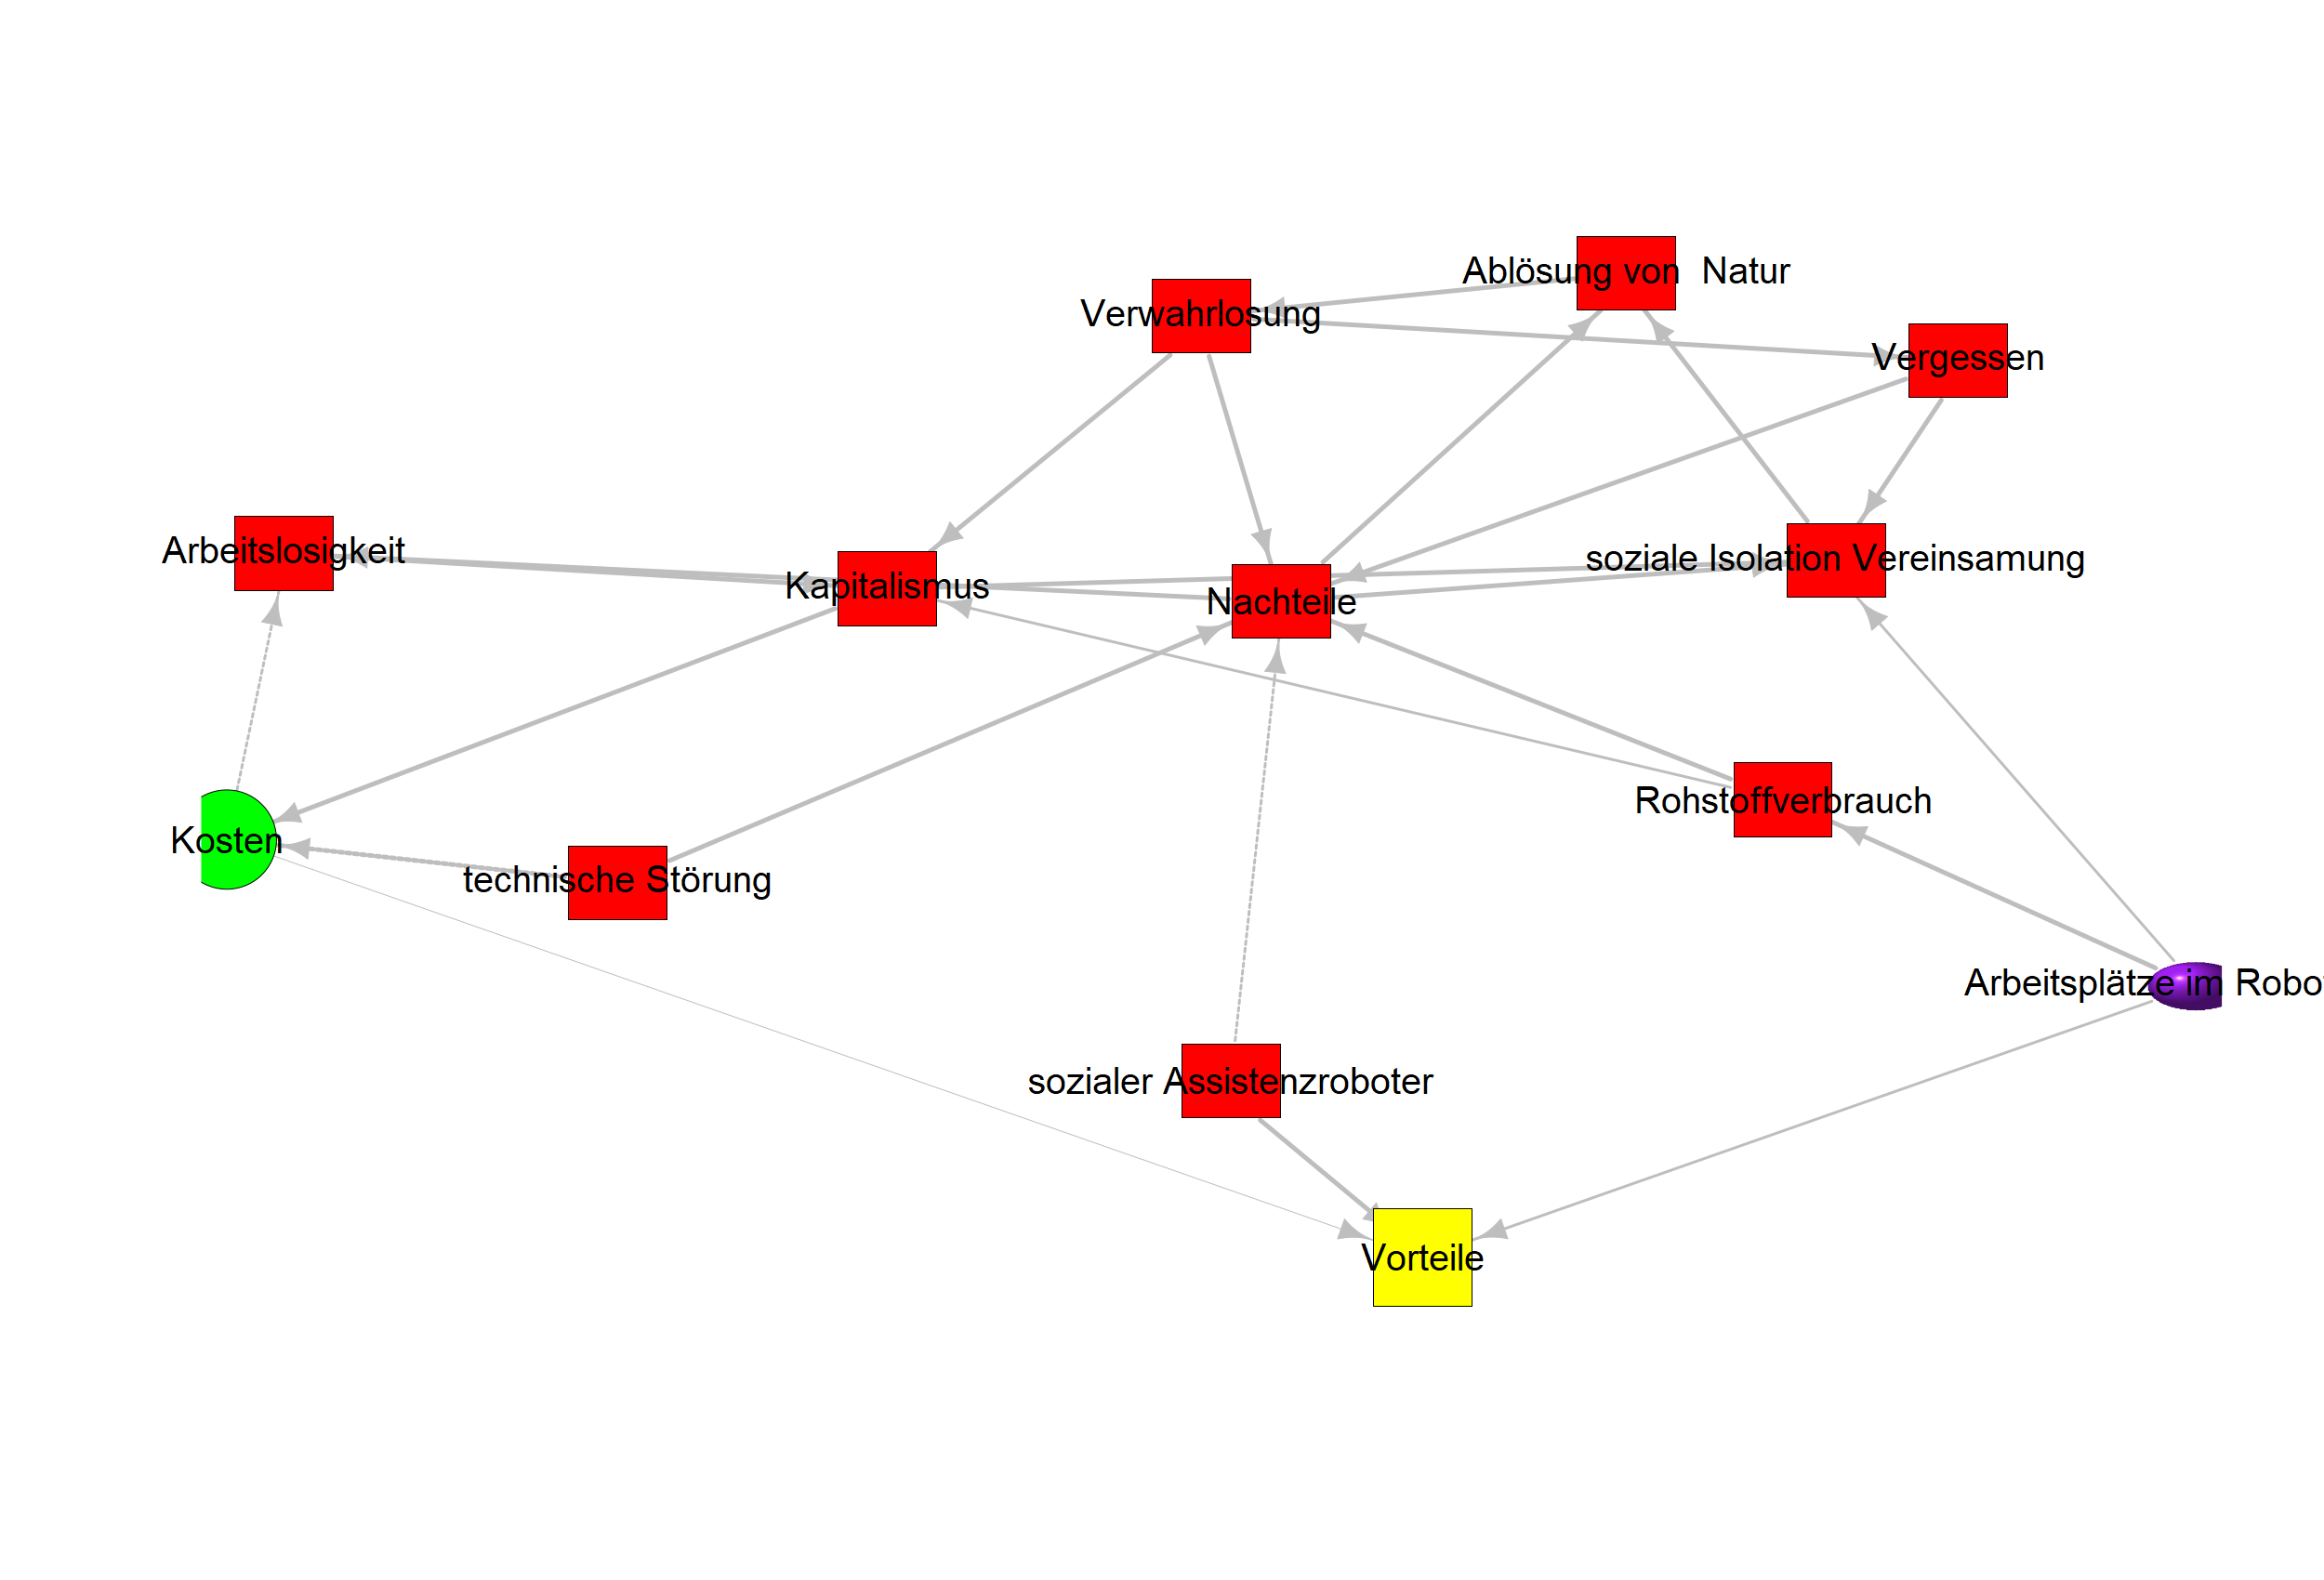 Ablösung von  Natur
Verwahrlosung
Vergessen
Arbeitslosigkeit
soziale Isolation Vereinsamung
Kapitalismus
Nachteile
Rohstoffverbrauch
Kosten
technische Störung
Arbeitsplätze im Robo
sozialer Assistenzroboter
Vorteile